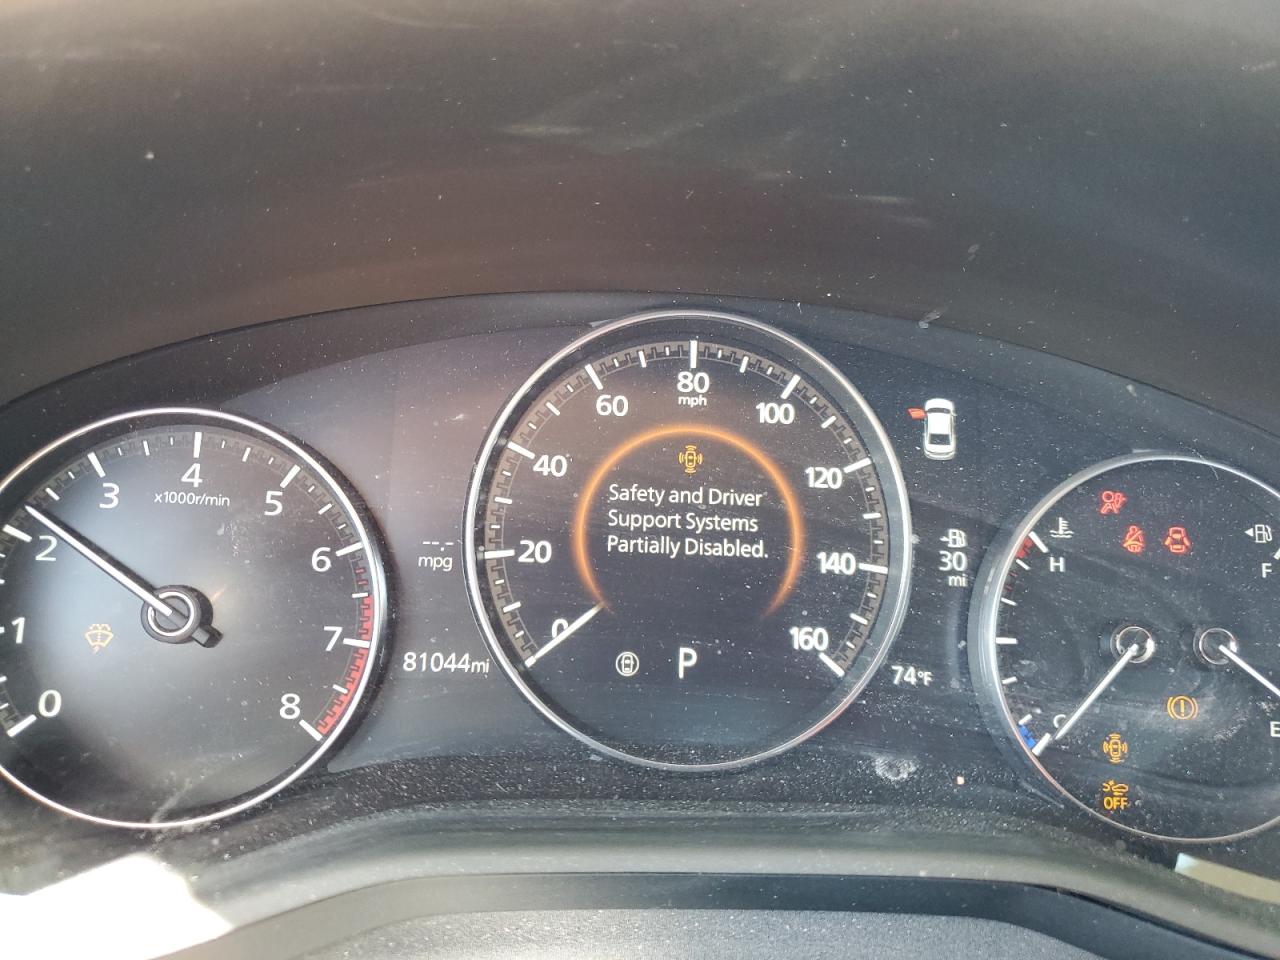 0
1
2
3
4
5
6
7
8
x1000r/min
--.-
mpg
81044mi
0
20
40
60
80
mph
100
120
140
160
Safety and Driver
Support Systems
Partially Disabled.
P
30
mi
74°F
H
C
F
E
OFF